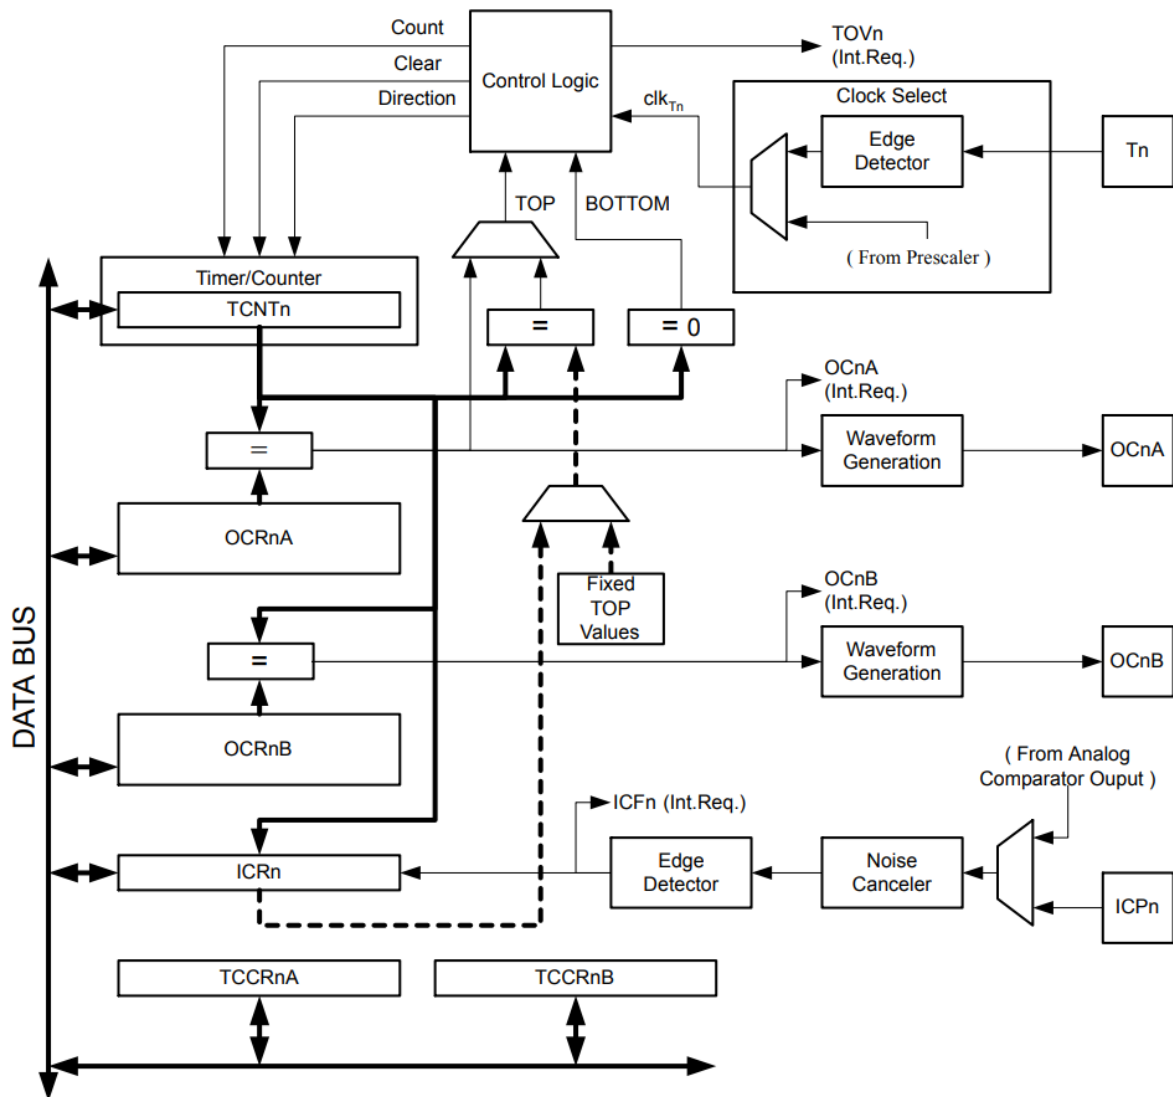 Count
Clear
Direction
Control Logic
TOVn
(Int.Req.)
clkTn
Clock Select
Edge
Detector
Tn
TOP
BOTTOM
( From Prescaler )
Timer/Counter
TCNTn
=
= 0
OCnA
(Int.Req.)
=
Waveform
Generation
OCnA
OCRnA
Fixed
TOP
Values
OCnB
(Int.Req.)
=
Waveform
Generation
OCnB
DATA BUS
OCRnB
( From Analog
Comparator Ouput )
ICFn (Int.Req.)
ICRn
Edge
Detector
Noise
Canceler
ICPn
TCCRnA
TCCRnB